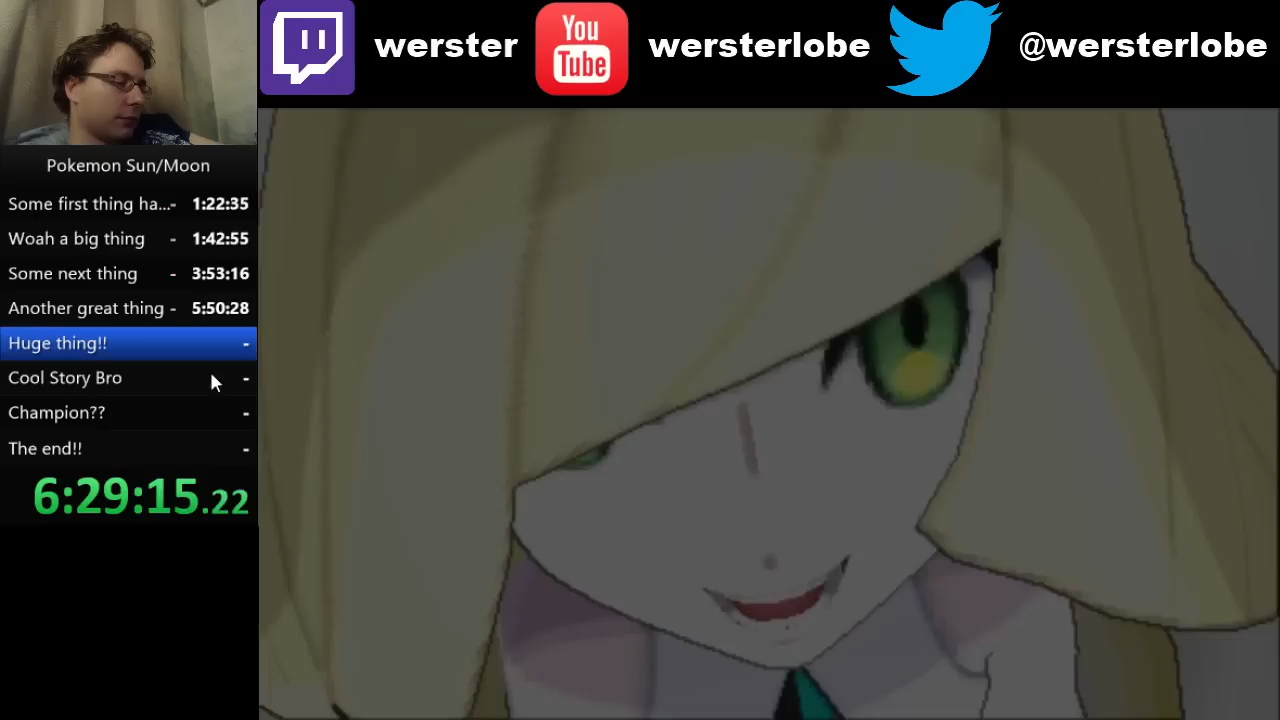 werster
You
Tube
wersterlobe
@wersterlobe
Pokemon Sun/Moon
Some first thing ha...- 1:22:35
Woah a big thing - 1:42:55
Some next thing - 3:53:16
Another great thing - 5:50:28
Huge thing!! -
Cool Story Bro -
Champion?? -
The end!! -
6:29:15.22